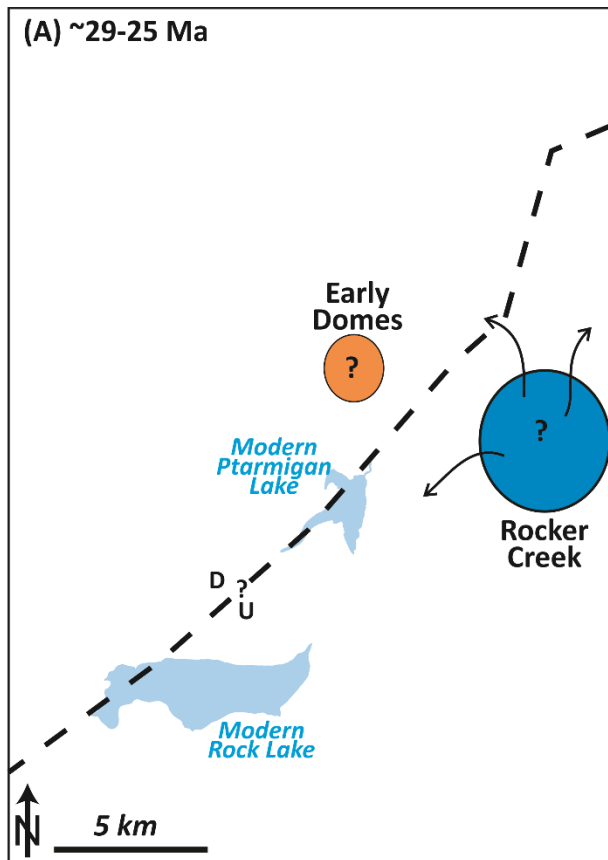 (A) ~29-25 Ma
Early
Domes
?
?
Modern
Ptarmigan
Lake
Rocker
Creek
D
?
U
Modern
Rock Lake
N
5 km